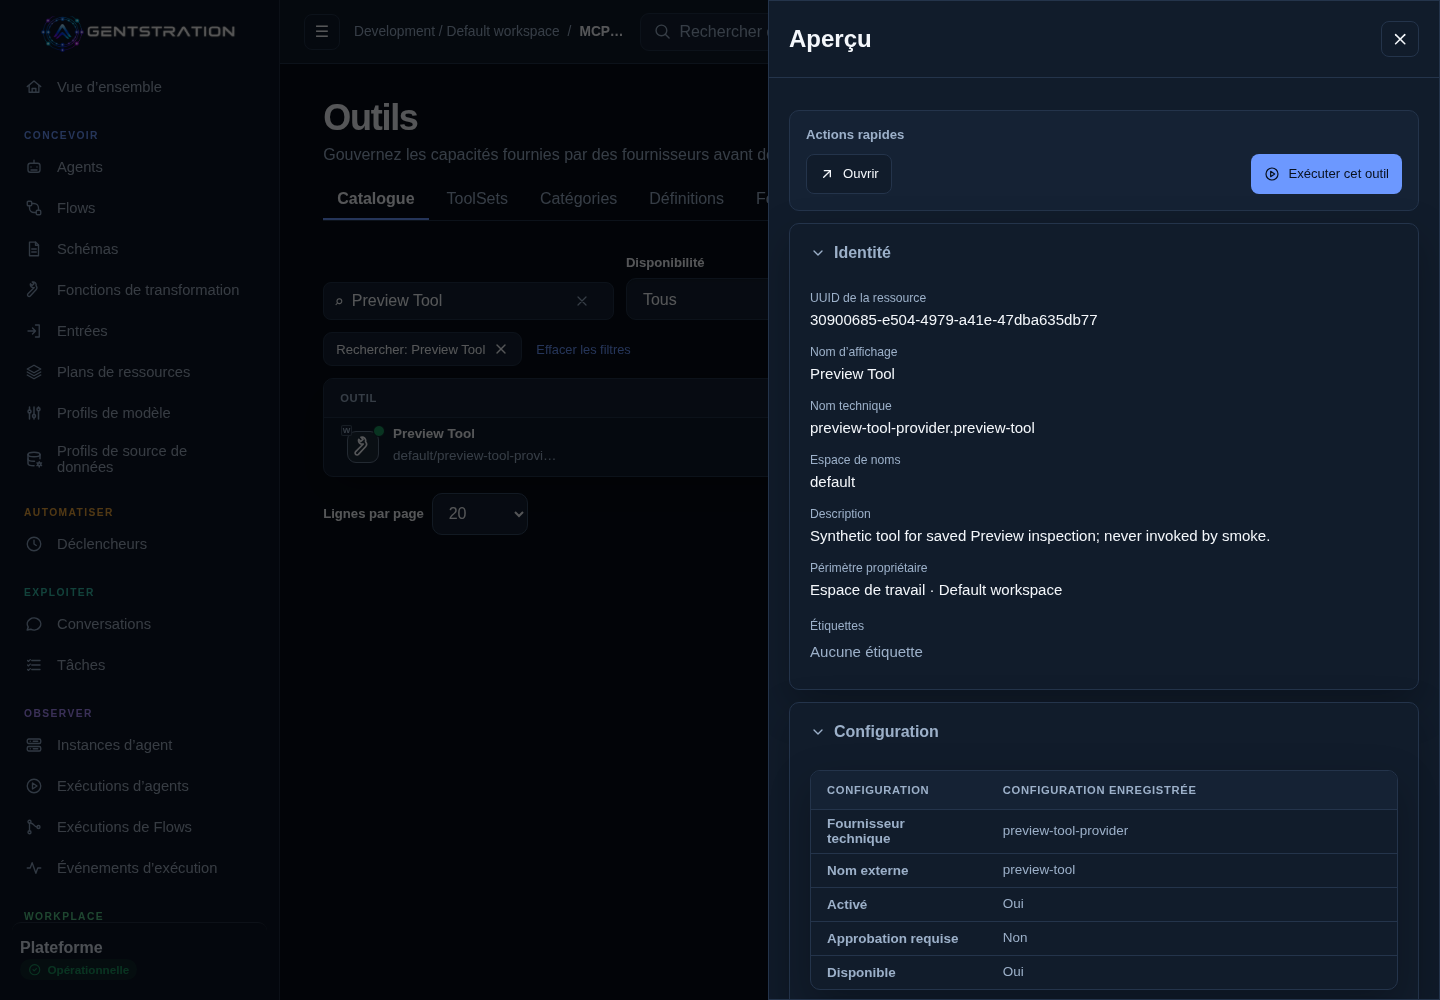 GENTSTRATION
Vue d’ensemble
CONCEVOIR
Agents
Flows
Schémas
Fonctions de transformation
Entrées
Plans de ressources
Profils de modèle
Profils de source de
données
AUTOMATISER
Déclencheurs
EXPLOITER
Conversations
Tâches
OBSERVER
Instances d’agent
Exécutions d’agents
Exécutions de Flows
Événements d’exécution
WORKPLACE
Plateforme
Opérationnelle
Development / Default workspace / MCP…
Rechercher
Outils
Gouvernez les capacités fournies par des fournisseurs avant
Catalogue
ToolSets
Catégories
Définitions
Disponibilité
Preview Tool
Tous
Rechercher: Preview Tool
Effacer les filtres
OUTIL
W
Preview Tool
default/preview-tool-provi…
Lignes par page
20
Aperçu
Actions rapides
Ouvrir
Exécuter cet outil
Identité
UUID de la ressource
30900685-e504-4979-a41e-47dba635db77
Nom d’affichage
Preview Tool
Nom technique
preview-tool-provider.preview-tool
Espace de noms
default
Description
Synthetic tool for saved Preview inspection; never invoked by smoke.
Périmètre propriétaire
Espace de travail · Default workspace
Étiquettes
Aucune étiquette
Configuration
CONFIGURATION
CONFIGURATION ENREGISTRÉE
Fournisseur
technique
preview-tool-provider
Nom externe
preview-tool
Activé
Oui
Approbation requise
Non
Disponible
Oui